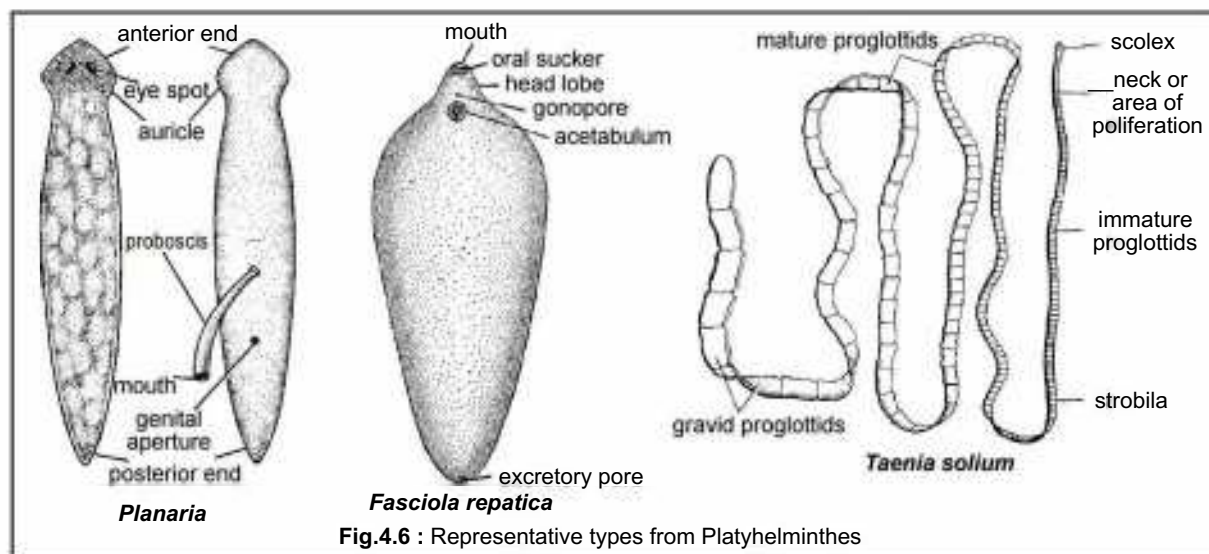 anterior end
eye spot
auricle
proboscis
mouth
genital
aperture
posterior end
Planaria
mouth
oral sucker
head lobe
gonopore
acetabulum
excretory pore
Fasciola repatica
mature proglottids
scolex
neck or
area of
poliferation
immature
proglottids
strobila
gravid proglottids
Taenia solium
Fig.4.6 : Representative types from Platyhelminthes